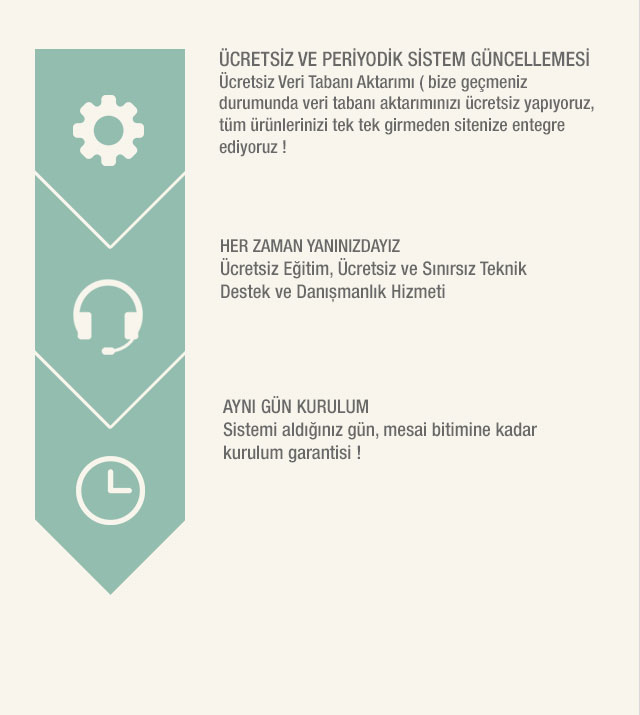 ÜCRETSİZ VE PERİYODİK SİSTEM GÜNCELLEMESİ
Ücretsiz Veri Tabanı Aktarımı ( bize geçmeniz
durumunda veri tabanı aktarımınızı ücretsiz yapıyoruz,
tüm ürünlerinizi tek tek girmeden sitenize entegre
ediyoruz !
HER ZAMAN YANINIZDAYIZ
Ücretsiz Eğitim, Ücretsiz ve Sınırsız Teknik
Destek ve Danışmanlık Hizmeti
AYNI GÜN KURULUM
Sistemi aldığınız gün, mesai bitimine kadar
kurulum garantisi !